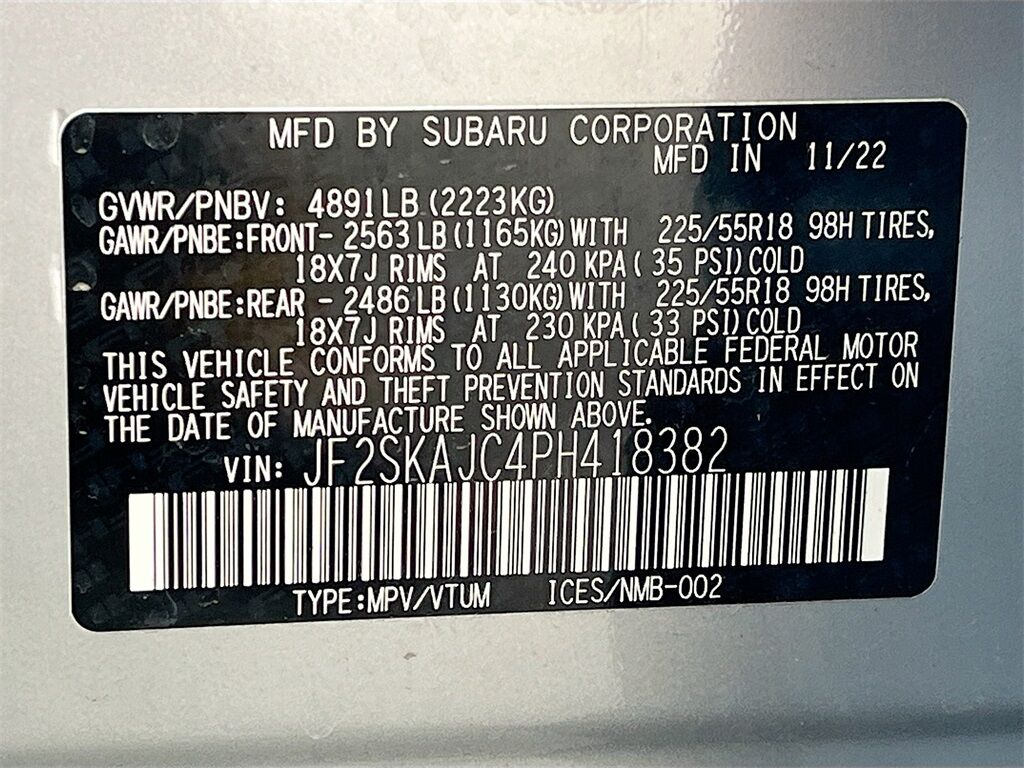 MFD BY SUBARU CORPORATION
MFD IN 11/22
GVWR/PNBV: 4891LB (2223KG)
GAWR/PNBE:FRONT- 2563 LB (1165KG) WITH 225/55R18 98H TIRES,
18X7J RIMS AT 240 KPA ( 35 PSI) COLD
GAWR/PNBE:REAR - 2486 LB (1130KG) WITH 225/55R18 98H TIRES,
18X7J RIMS AT 230 KPA ( 33 PSI) COLD
THIS VEHICLE CONFORMS TO ALL APPLICABLE FEDERAL MOTOR
VEHICLE SAFETY AND THEFT PREVENTION STANDARDS IN EFFECT ON
THE DATE OF MANUFACTURE SHOWN ABOVE.
VIN: JF2SKAJC4PH418382
TYPE:MPV/VTUM ICES/NMB-002